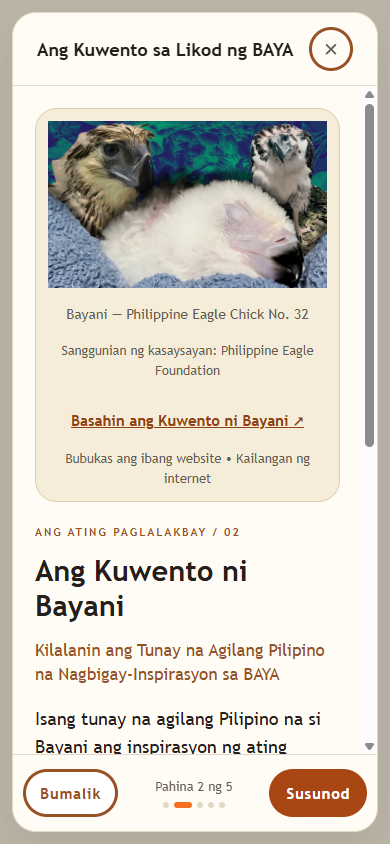 Ang Kuwento sa Likod ng BAYA
Bayani — Philippine Eagle Chick No. 32
Sanggunian ng kasaysayan: Philippine Eagle
Foundation
Basahin ang Kuwento ni Bayani ↗
Bubukas ang ibang website • Kailangan ng
internet
ANG ATING PAGLALAKBAY / 02
Ang Kuwento ni
Bayani
Kilalanin ang Tunay na Agilang Pilipino
na Nagbigay-Inspirasyon sa BAYA
Isang tunay na agilang Pilipino na si
Bayani ang inspirasyon ng ating
Bumalik
Pahina 2 ng 5
Susunod